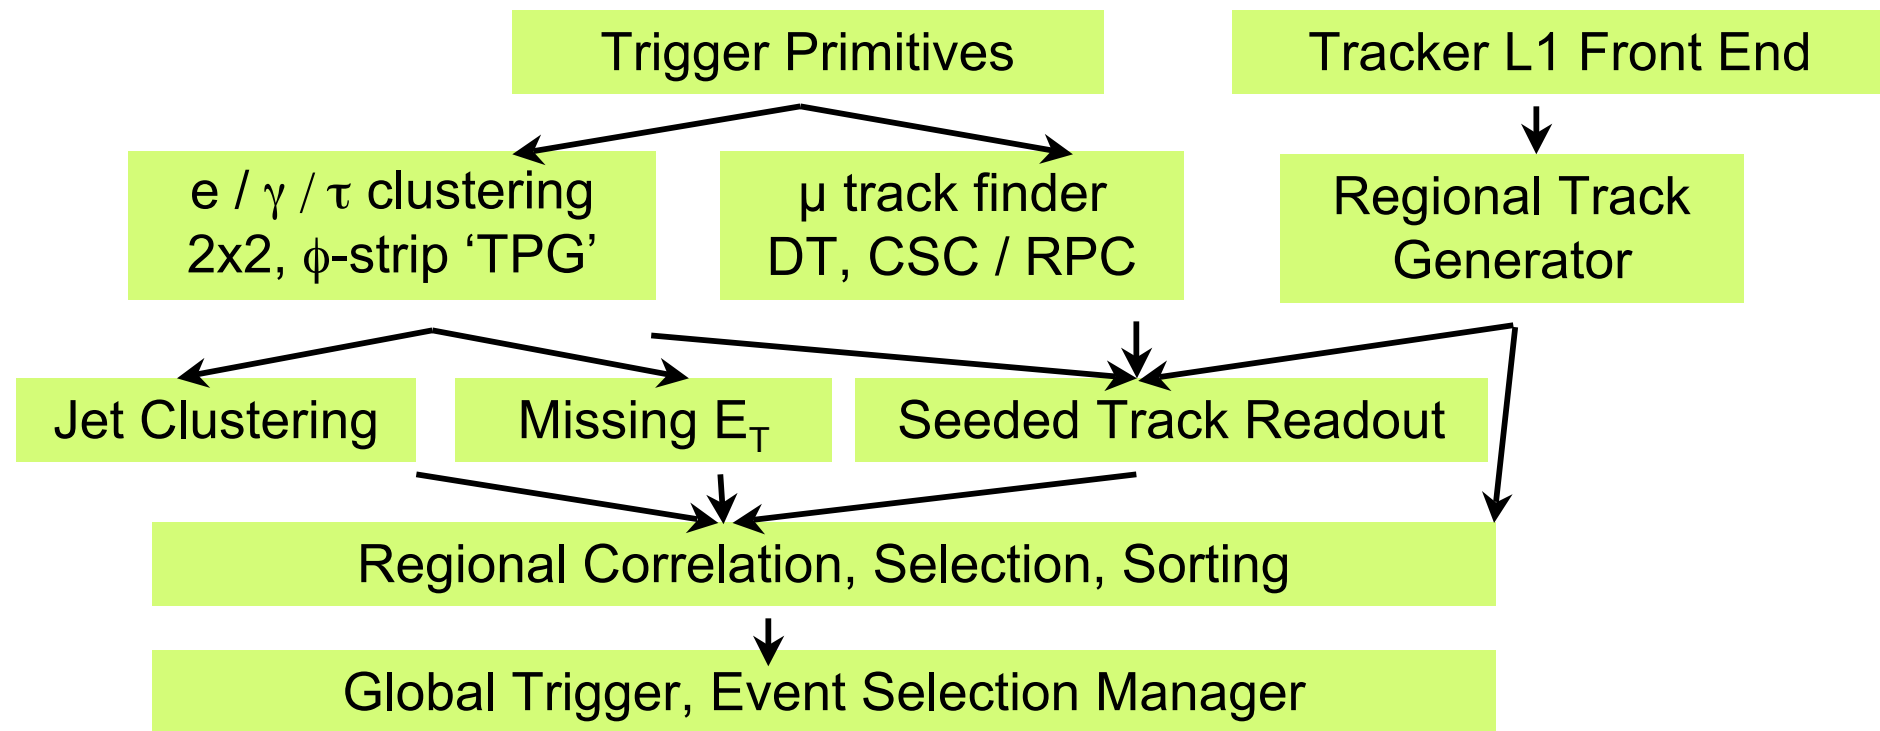 Trigger Primitives
Tracker L1 Front End
e / γ / τ clustering
2x2, ϕ-strip ‘TPG’
µ track finder
DT, CSC / RPC
Regional Track
Generator
Jet Clustering
Missing E_T
Seeded Track Readout
Regional Correlation, Selection, Sorting
Global Trigger, Event Selection Manager